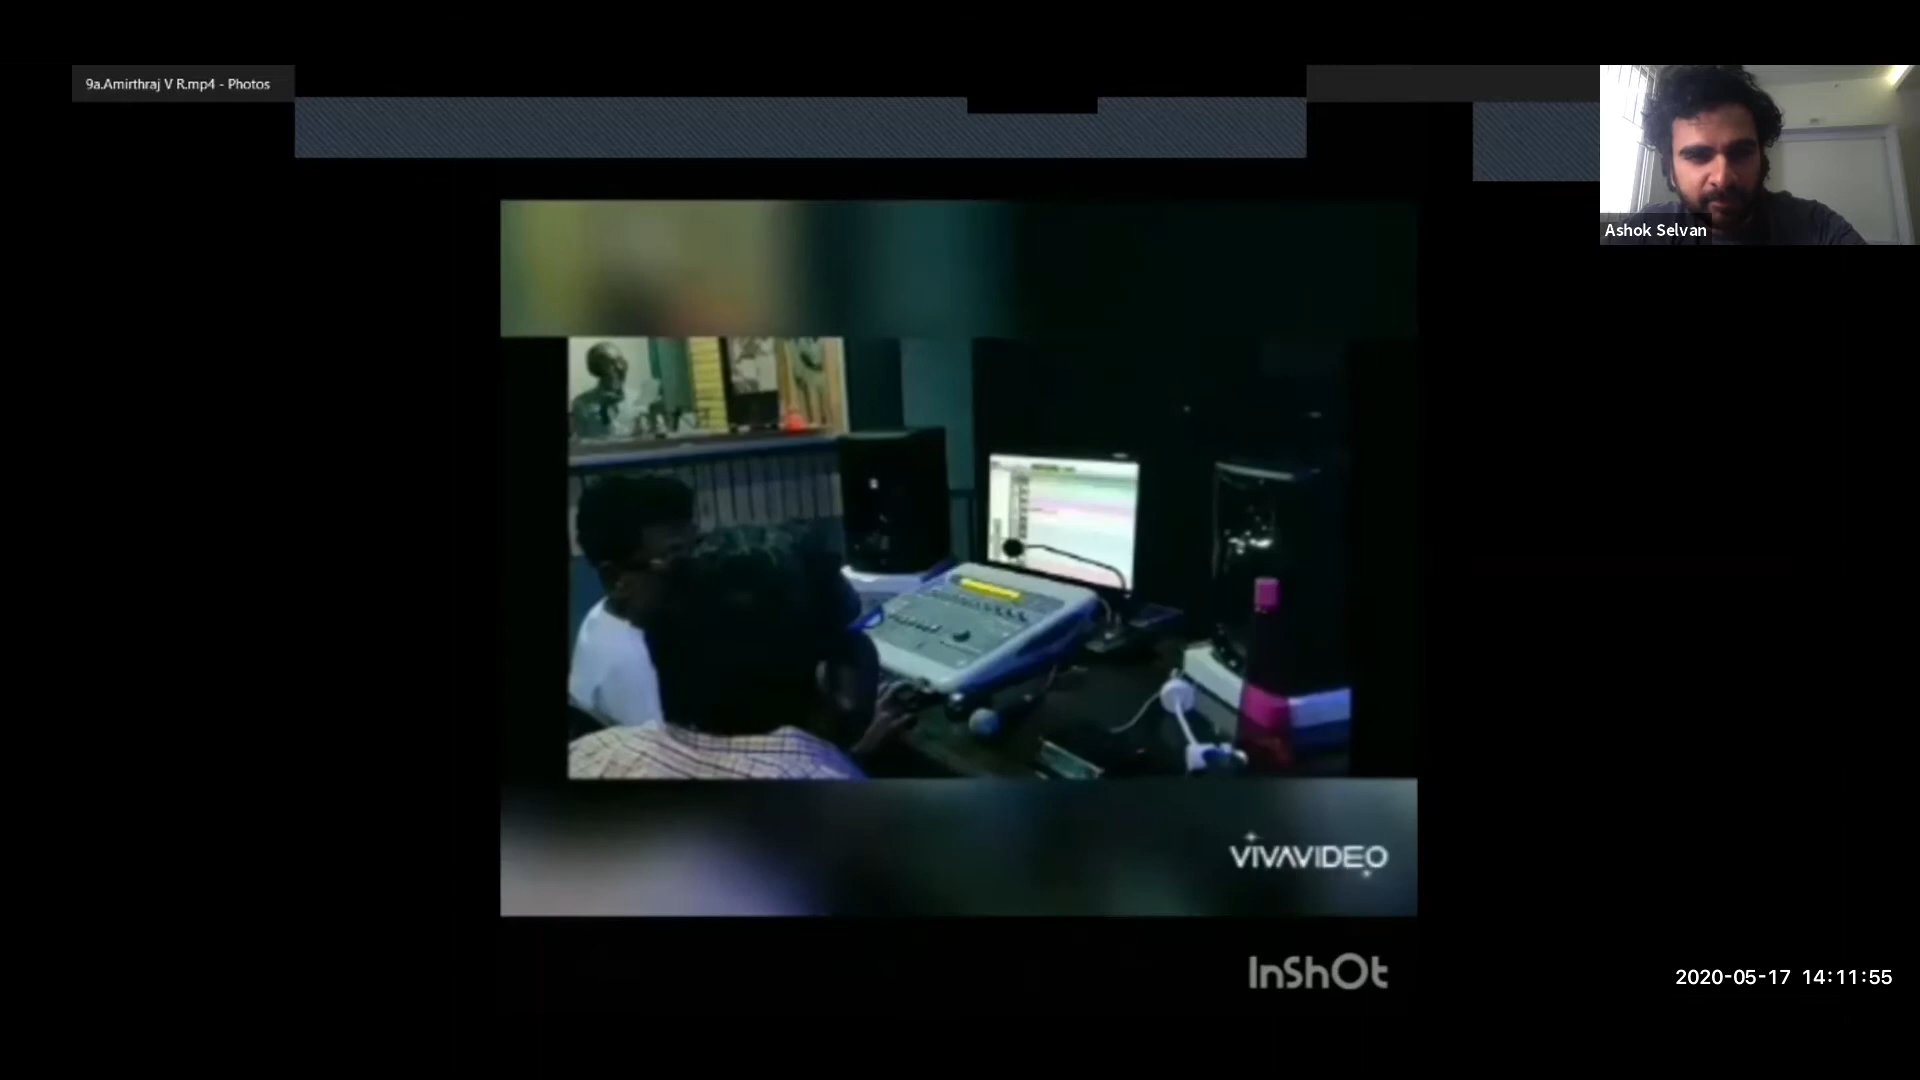 9a.Amirthraj V R.mp4 - Photos
Ashok Selvan
VIVAVIDEO
InShOt
2020-05-17 14:11:55